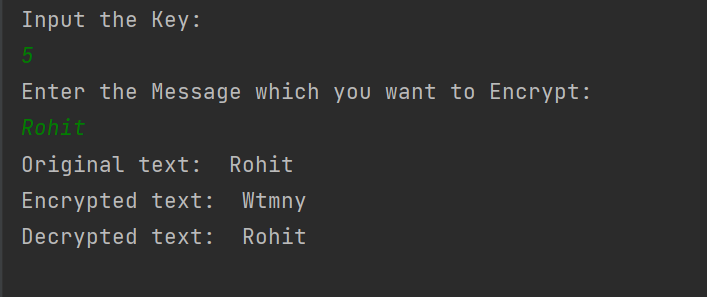 Input the Key:
5
Enter the Message which you want to Encrypt:
Rohit
Original text:  Rohit
Encrypted text:  Wtmny
Decrypted text:  Rohit